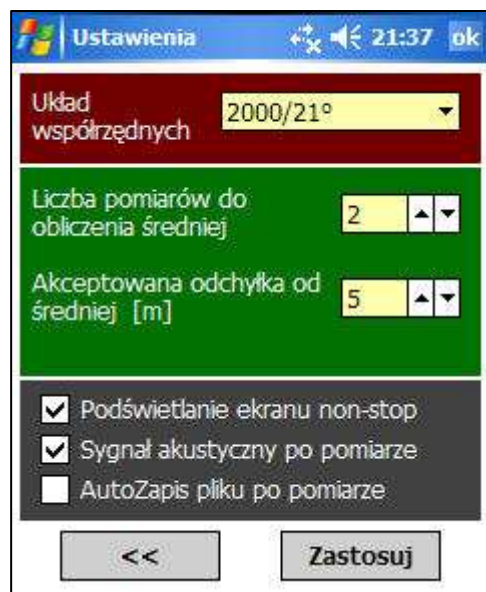 Ustawienia 21:37 ok
Układ
współrzędnych
2000/21º
Liczba pomiarów do
obliczenia średniej
2
Akceptowana odchyłka od
średniej [m]
5
Podświetlanie ekranu non-stop
Sygnał akustyczny po pomiarze
AutoZapis pliku po pomiarze
<< Zastosuj